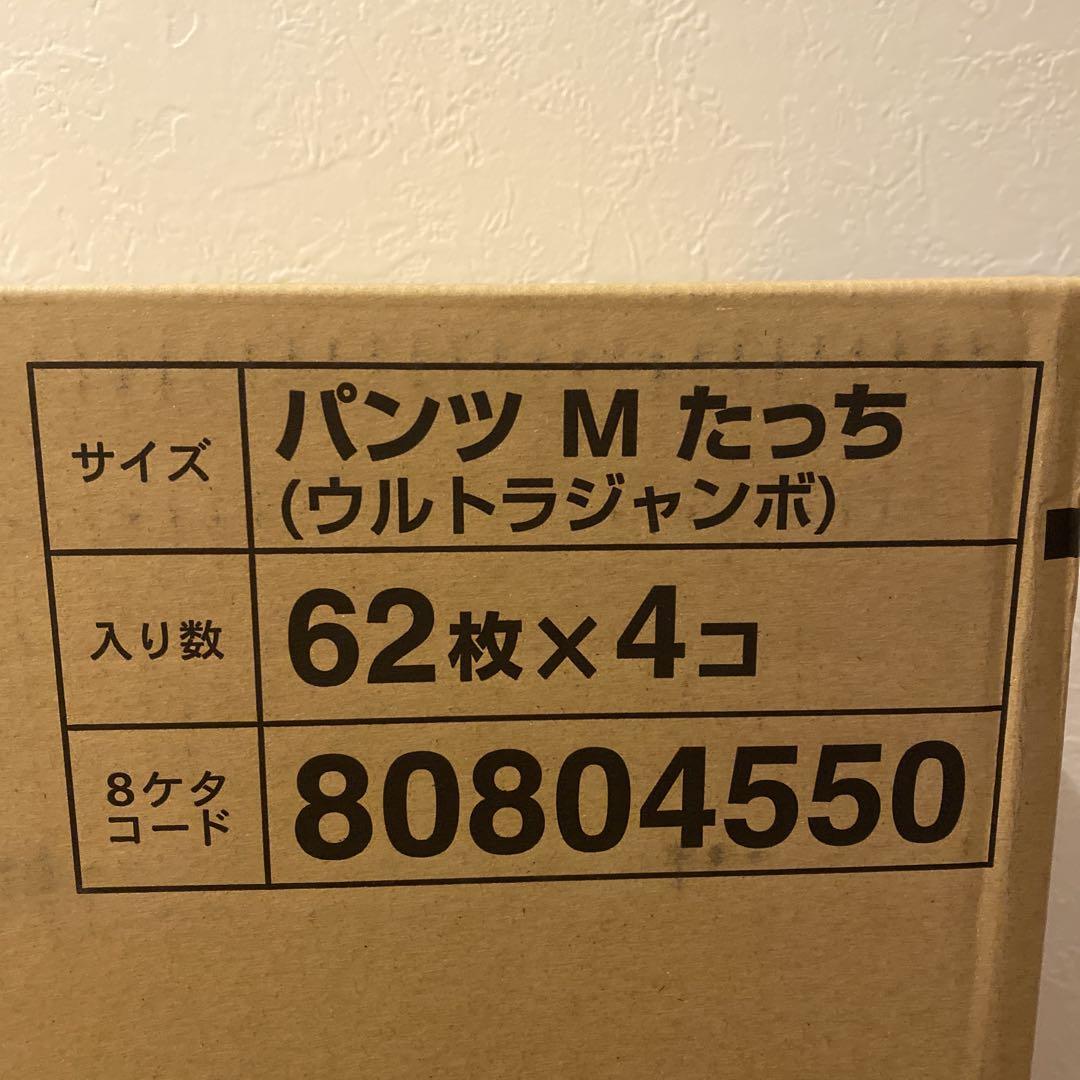 サイズ
パンツ M たっち
(ウルトラジャンボ)
入り数
62枚×4コ
8ケタ
コード
80804550